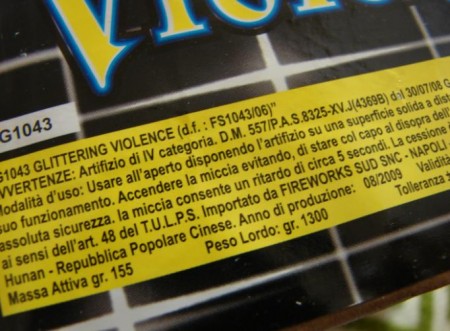 G1043
G1043 GLITTERING VIOLENCE (d.f. : FS1043/06)"
AVVERTENZE: Artifizio di IV categoria. D.M. 557/P.A.S.8325-XV.J(4369B) del 30/07/08 G
Modalità d'uso: Usare all'aperto disponendo l'artifizio su una superficie solida a dist
suo funzionamento. Accendere la miccia evitando, di stare col capo al disopra dell'
assoluta sicurezza. la miccia consente un ritardo di circa 5 secondi. La cessione
ai sensi dell'art. 48 del T.U.L.P.S. Importato da FIREWORKS SUD SNC - NAPOLI
Hunan - Repubblica Popolare Cinese. Anno di produzione: 08/2009 Validità
Massa Attiva gr. 155 Peso Lordo: gr. 1300 Tolleranza ±